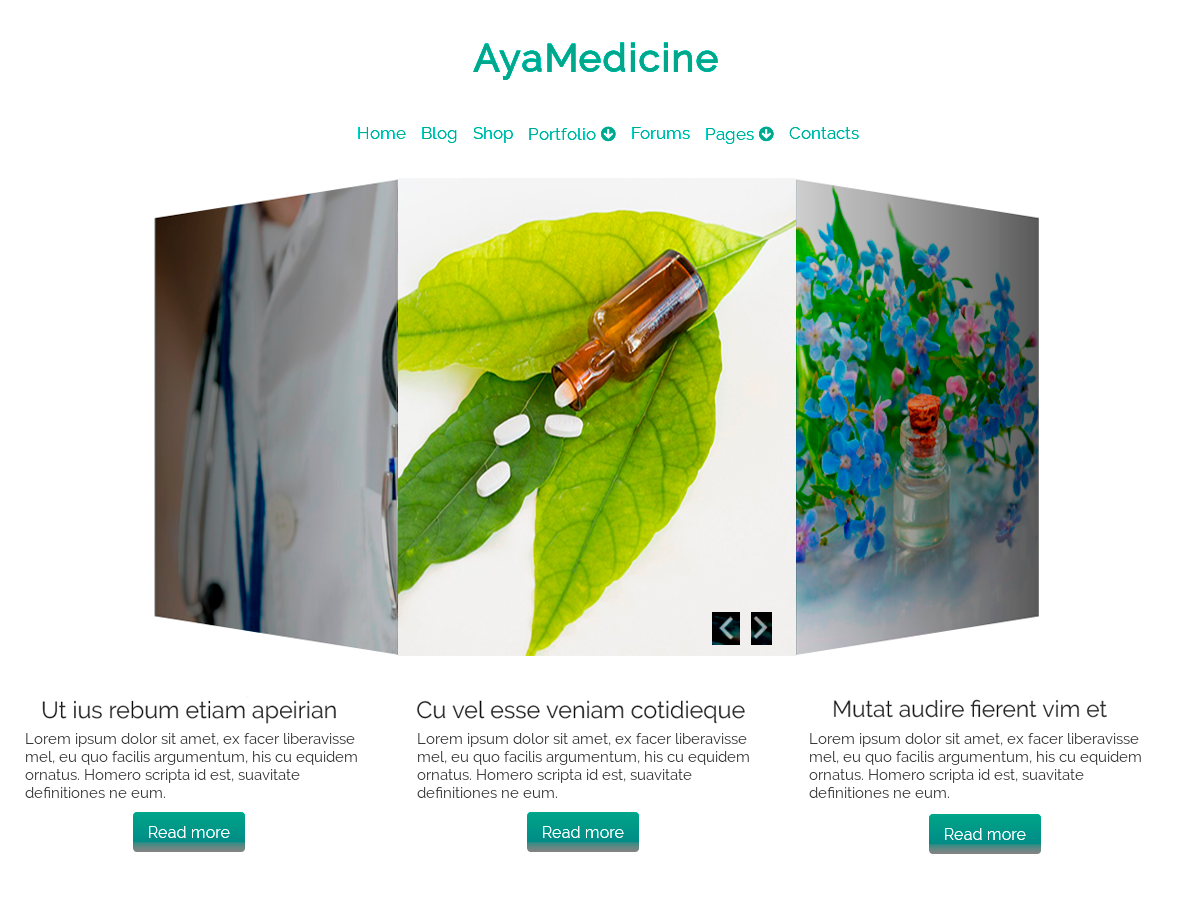 AyaMedicine
Home Blog Shop Portfolio Forums Pages Contacts
Ut ius rebum etiam apeirian
Lorem ipsum dolor sit amet, ex facer liberavisse
mel, eu quo facilis argumentum, his cu equidem
ornatus. Homero scripta id est, suavitate
definitiones ne eum.
Read more
Cu vel esse veniam cotidieque
Lorem ipsum dolor sit amet, ex facer liberavisse
mel, eu quo facilis argumentum, his cu equidem
ornatus. Homero scripta id est, suavitate
definitiones ne eum.
Read more
Mutat audire fierent vim et
Lorem ipsum dolor sit amet, ex facer liberavisse
mel, eu quo facilis argumentum, his cu equidem
ornatus. Homero scripta id est, suavitate
definitiones ne eum.
Read more